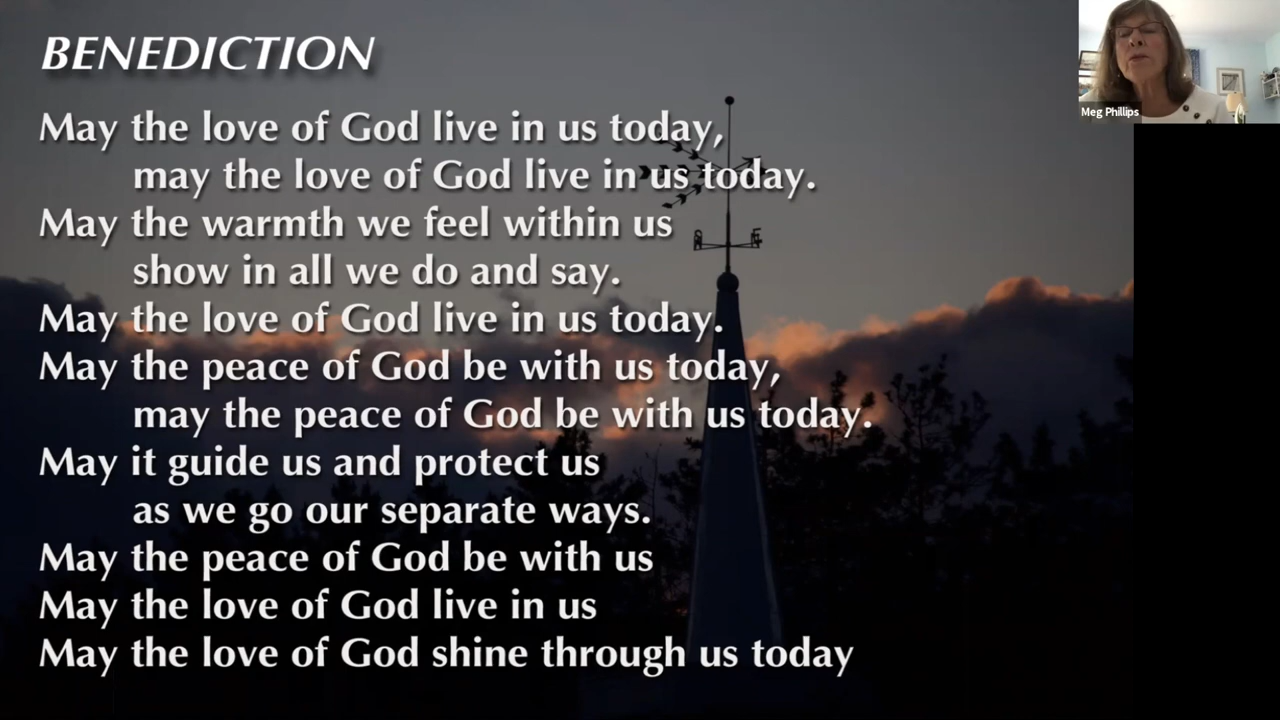 BENEDICTION
Meg Phillips
May the love of God live in us today,
may the love of God live in us today.
May the warmth we feel within us
show in all we do and say.
May the love of God live in us today.
May the peace of God be with us today,
may the peace of God be with us today.
May it guide us and protect us
as we go our separate ways.
May the peace of God be with us
May the love of God live in us
May the love of God shine through us today